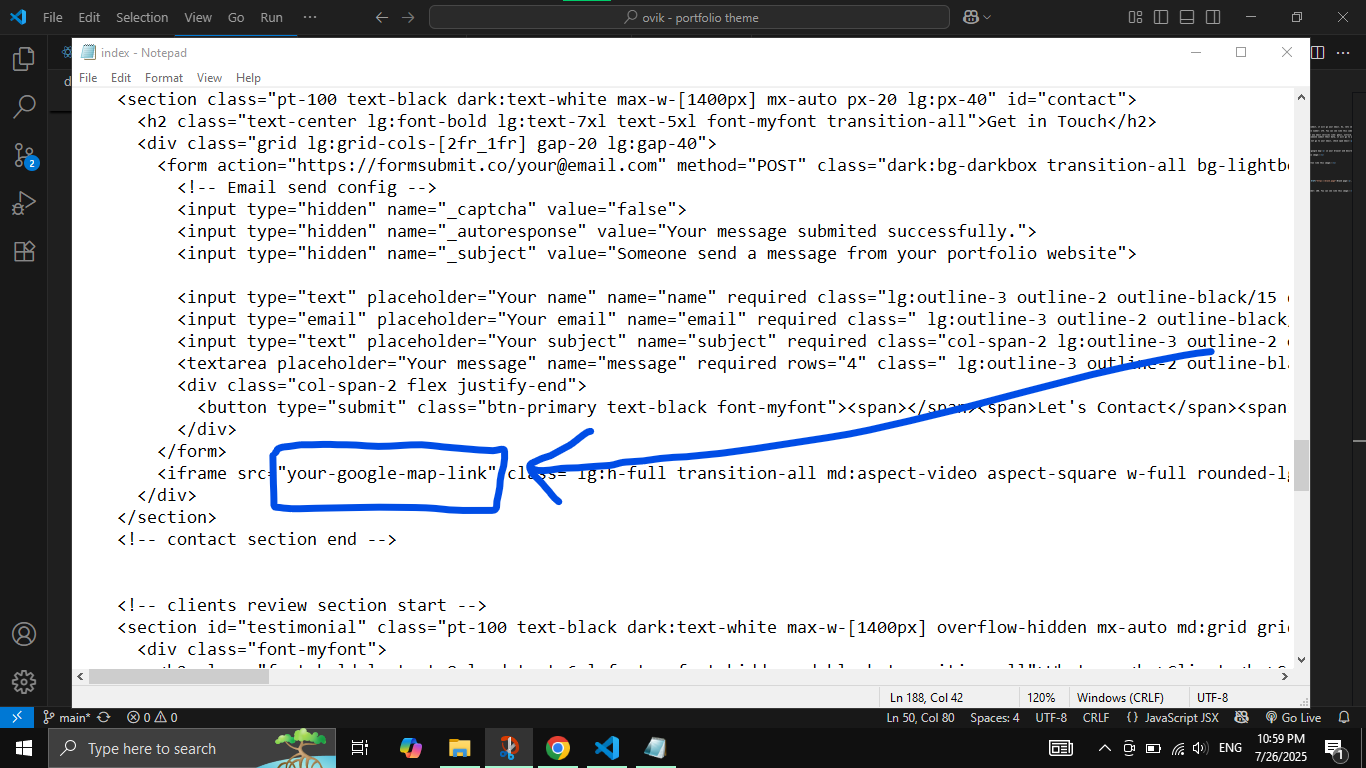 File Edit Selection View Go Run ···
ovik - portfolio theme
index - Notepad
File Edit Format View Help
<section class="pt-100 text-black dark:text-white max-w-[1400px] mx-auto px-20 lg:px-40" id="contact">
<h2 class="text-center lg:font-bold lg:text-7xl text-5xl font-myfont transition-all">Get in Touch</h2>
<div class="grid lg:grid-cols-[2fr_1fr] gap-20 lg:gap-40">
<form action="https://formsubmit.co/your@email.com" method="POST" class="dark:bg-darkbox transition-all bg-lightbo
<!-- Email send config -->
<input type="hidden" name="_captcha" value="false">
<input type="hidden" name="_autoresponse" value="Your message submited successfully.">
<input type="hidden" name="_subject" value="Someone send a message from your portfolio website">
<input type="text" placeholder="Your name" name="name" required class="lg:outline-3 outline-2 outline-black/15
<input type="email" placeholder="Your email" name="email" required class=" lg:outline-3 outline-2 outline-black/
<input type="text" placeholder="Your subject" name="subject" required class="col-span-2 lg:outline-3 outline-2
<textarea placeholder="Your message" name="message" required rows="4" class=" lg:outline-3 outline-2 outline-bla
<div class="col-span-2 flex justify-end">
<button type="submit" class="btn-primary text-black font-myfont"><span></span><span>Let's Contact</span><span
</div>
</form>
<iframe src="your-google-map-link" class=" lg:h-full transition-all md:aspect-video aspect-square w-full rounded-lg
</div>
</section>
<!-- contact section end -->
<!-- clients review section start -->
<section id="testimonial" class="pt-100 text-black dark:text-white max-w-[1400px] overflow-hidden mx-auto md:grid grid
<div class="font-myfont">
Ln 188, Col 42 120% Windows (CRLF) UTF-8
main* 0 0 Ln 50, Col 80 Spaces: 4 UTF-8 CRLF {} JavaScript JSX Go Live
2
Type here to search
ENG
10:59 PM
7/26/2025
1